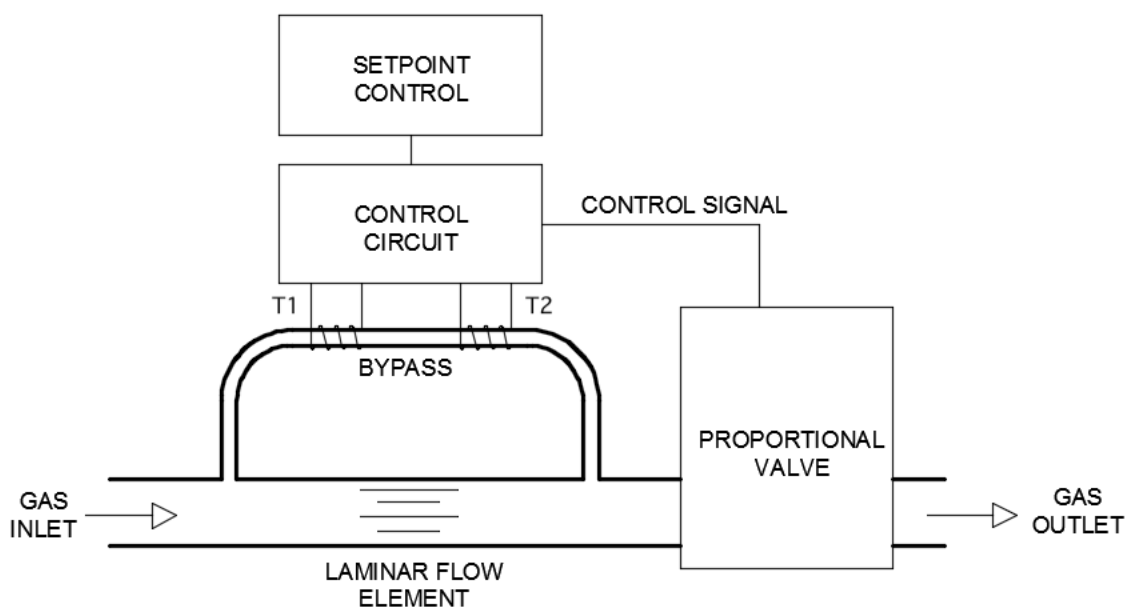 SETPOINT
CONTROL
CONTROL
CIRCUIT
CONTROL SIGNAL
T1
T2
BYPASS
PROPORTIONAL
VALVE
GAS
INLET
GAS
OUTLET
LAMINAR FLOW
ELEMENT